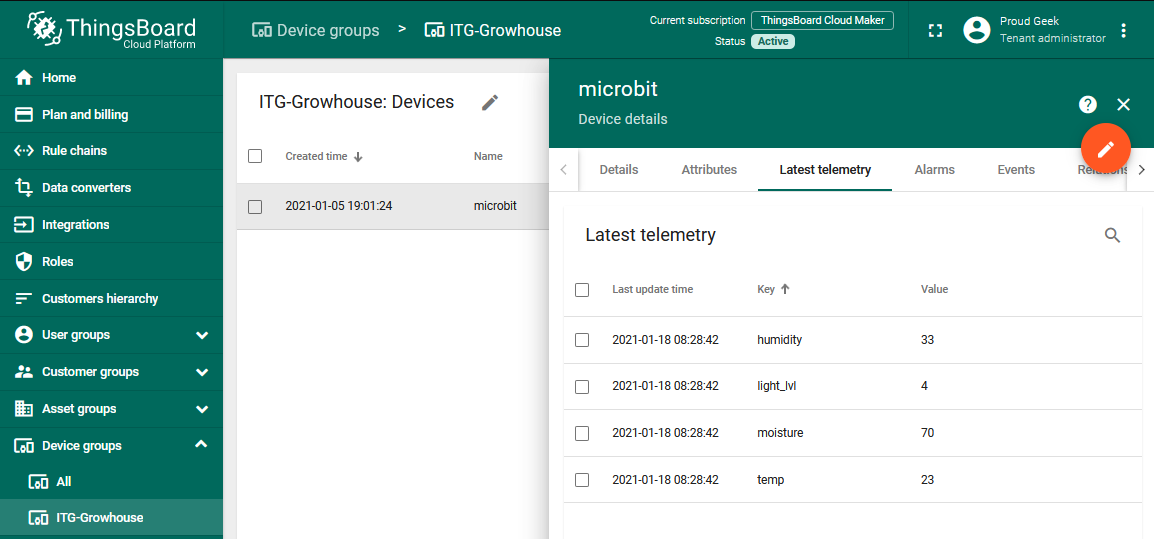 ThingsBoard
Cloud Platform
Device groups > ITG-Growhouse
Current subscription ThingsBoard Cloud Maker
Status Active
Proud Geek
Tenant administrator
Home
Plan and billing
Rule chains
Data converters
Integrations
Roles
Customers hierarchy
User groups
Customer groups
Asset groups
Device groups
All
ITG-Growhouse
ITG-Growhouse: Devices
Created time Name
2021-01-05 19:01:24 microbit
microbit
Device details
?
Details Attributes Latest telemetry Alarms Events Relations
Latest telemetry
Last update time Key Value
2021-01-18 08:28:42 humidity 33
2021-01-18 08:28:42 light_lvl 4
2021-01-18 08:28:42 moisture 70
2021-01-18 08:28:42 temp 23